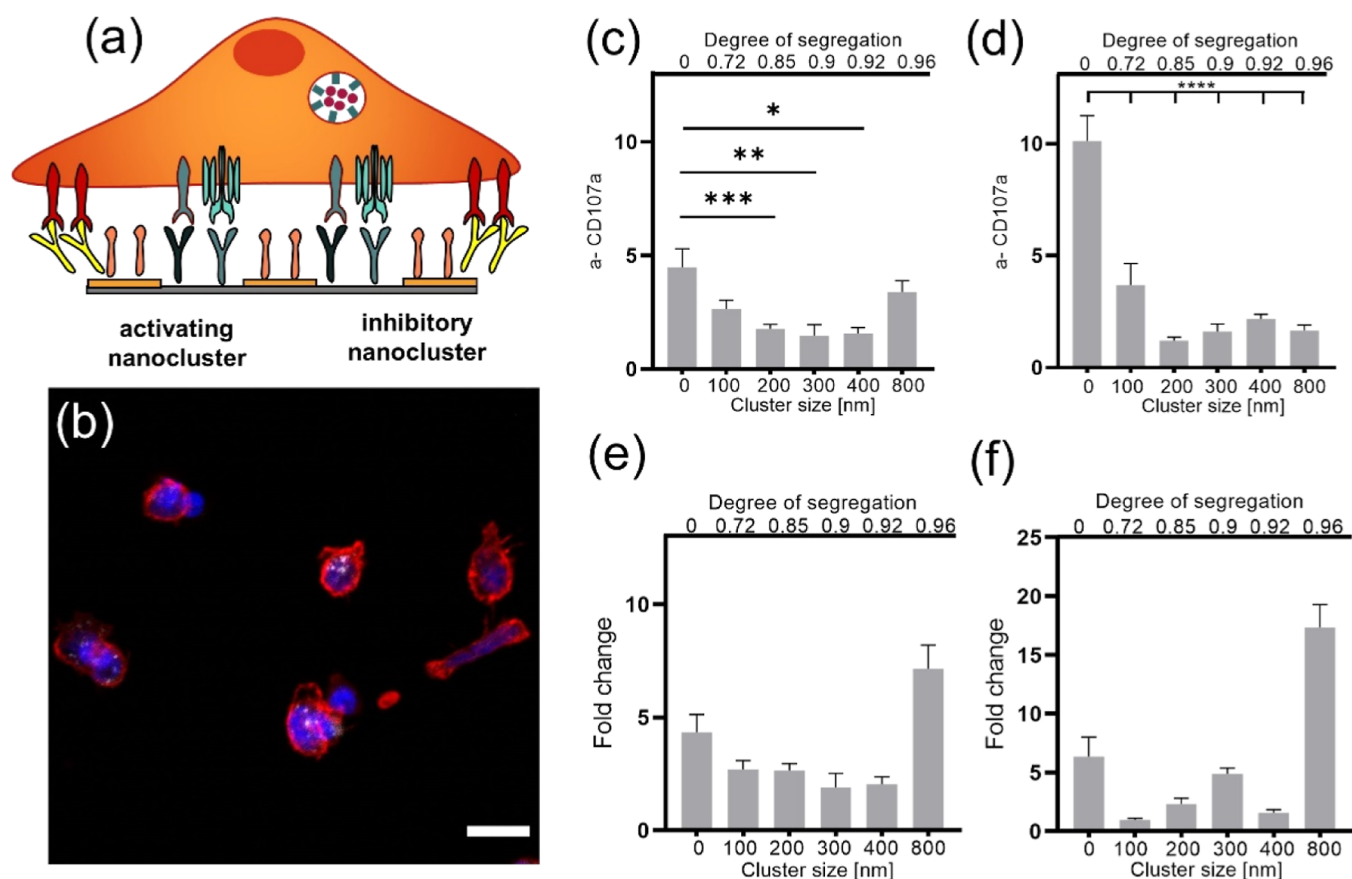 (a)
activating
nanocluster
inhibitory
nanocluster
(b)
(c)
Degree of segregation
0 0.72 0.85 0.9 0.92 0.96
a- CD107a
10
5
0
*
**
***
0 100 200 300 400 800
Cluster size [nm]
(d)
Degree of segregation
0 0.72 0.85 0.9 0.92 0.96
a- CD107a
10
5
0
****
0 100 200 300 400 800
Cluster size [nm]
(e)
Degree of segregation
0 0.72 0.85 0.9 0.92 0.96
Fold change
10
5
0
0 100 200 300 400 800
Cluster size [nm]
(f)
Degree of segregation
0 0.72 0.85 0.9 0.92 0.96
Fold change
25
20
15
10
5
0
0 100 200 300 400 800
Cluster size [nm]